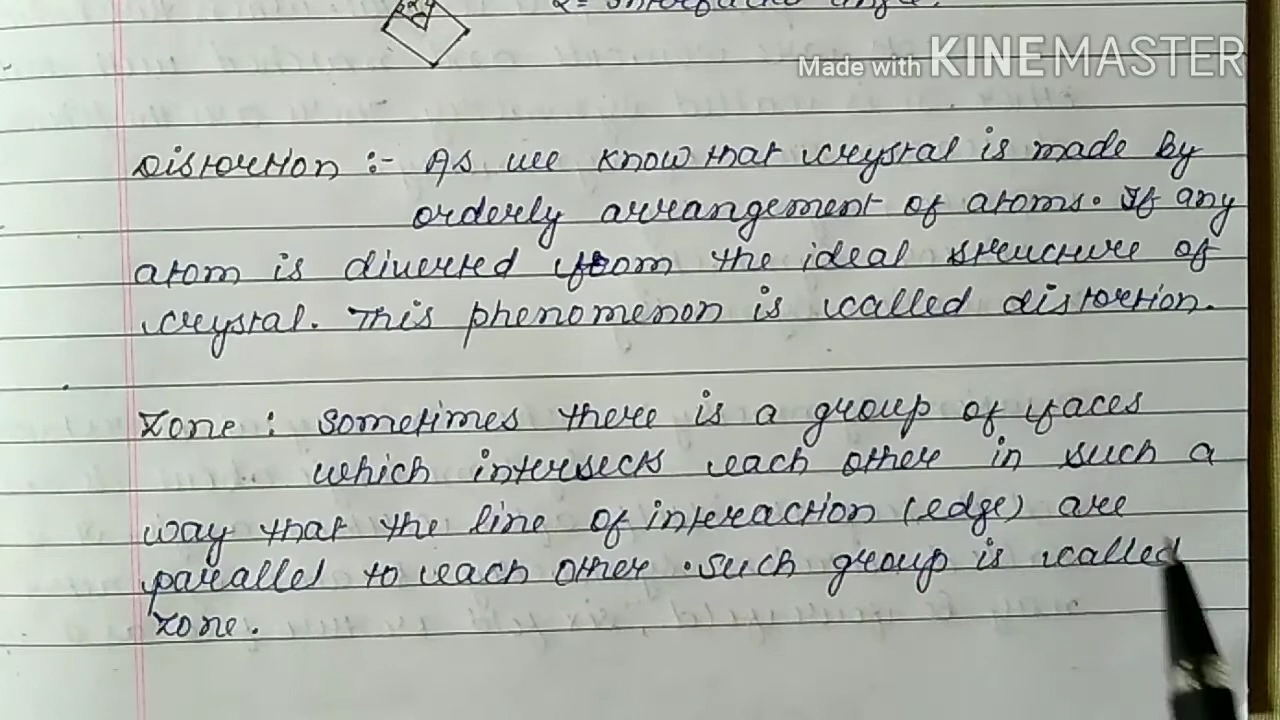 Made with KINEMASTER
Distortion :- As we know that crystal is made by
orderly arrangement of atoms. If any
atom is diverted from the ideal structure of
crystal. This phenomenon is called distortion.
Zone : Sometimes there is a group of faces
which intersects each other in such a
way that the line of interaction (edge) are
parallel to each other. Such group is called
zone.